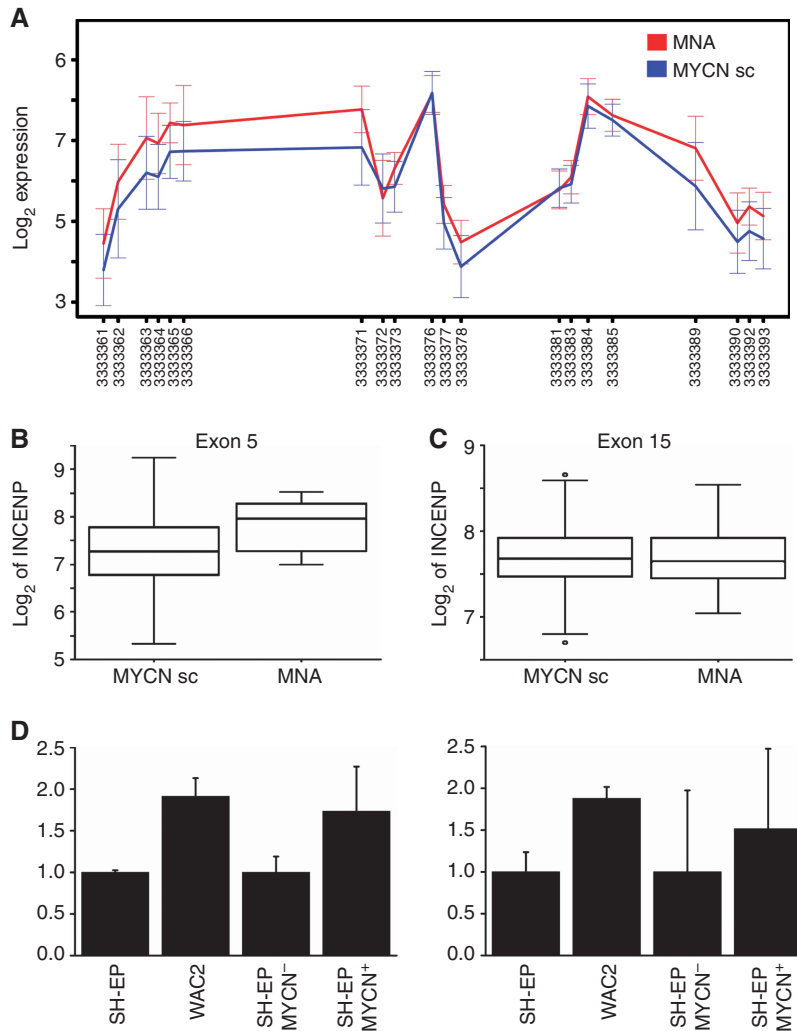 A
Log2 expression
6
7
5
3
MNA
MYCN sc
3333361
3333362
3333363
3333364
3333365
3333366
3333371
3333372
3333373
3333376
3333377
3333378
3333381
3333383
3333384
3333385
3333389
3333390
3333392
3333393
B
Exon 5
Log2 of INCENP
9
8
7
6
5
MYCN sc
MNA
C
Exon 15
Log2 of INCENP
9
8
7
MYCN sc
MNA
D
2.5
2.0
1.5
1.0
0.5
0.0
SH-EP
WAC2
SH-EP
MYCN−
SH-EP
MYCN+
2.5
2.0
1.5
1.0
0.5
0.0
SH-EP
WAC2
SH-EP
MYCN−
SH-EP
MYCN+